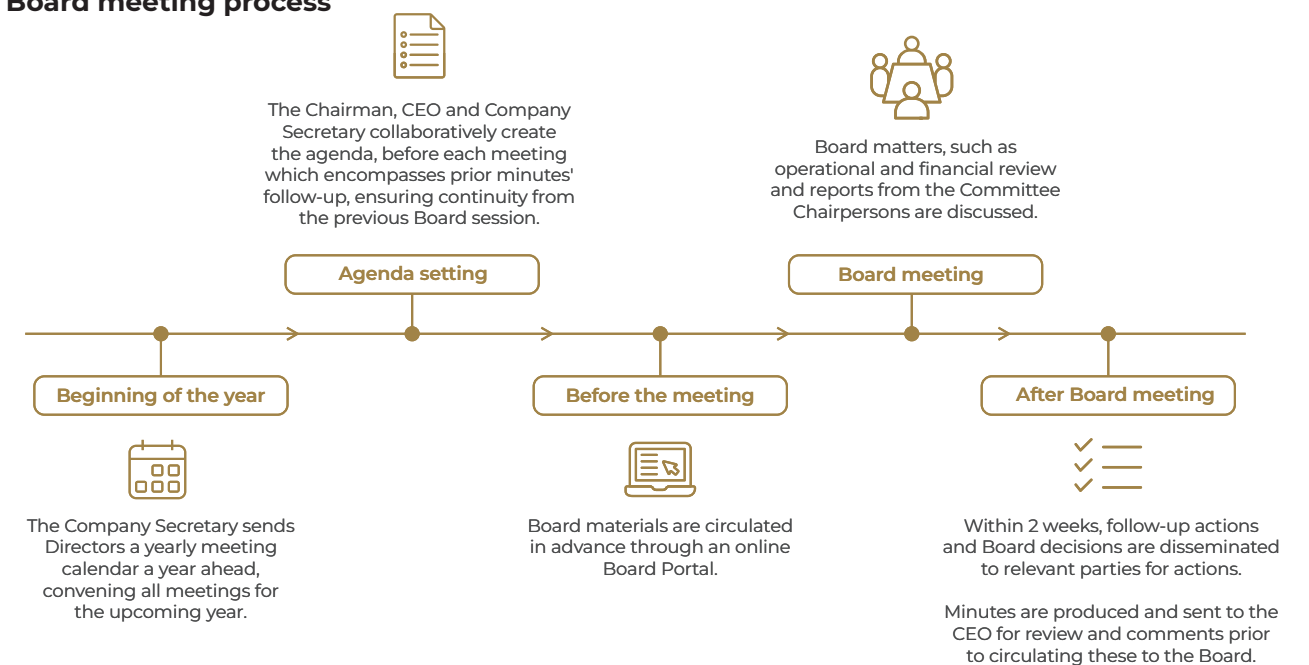 Board meeting process
The Chairman, CEO and Company
Secretary collaboratively create
the agenda, before each meeting
which encompasses prior minutes'
follow-up, ensuring continuity from
the previous Board session.
Board matters, such as
operational and financial review
and reports from the Committee
Chairpersons are discussed.
Agenda setting
Board meeting
Beginning of the year
Before the meeting
After Board meeting
The Company Secretary sends
Directors a yearly meeting
calendar a year ahead,
convening all meetings for
the upcoming year.
Board materials are circulated
in advance through an online
Board Portal.
Within 2 weeks, follow-up actions
and Board decisions are disseminated
to relevant parties for actions.
Minutes are produced and sent to the
CEO for review and comments prior
to circulating these to the Board.